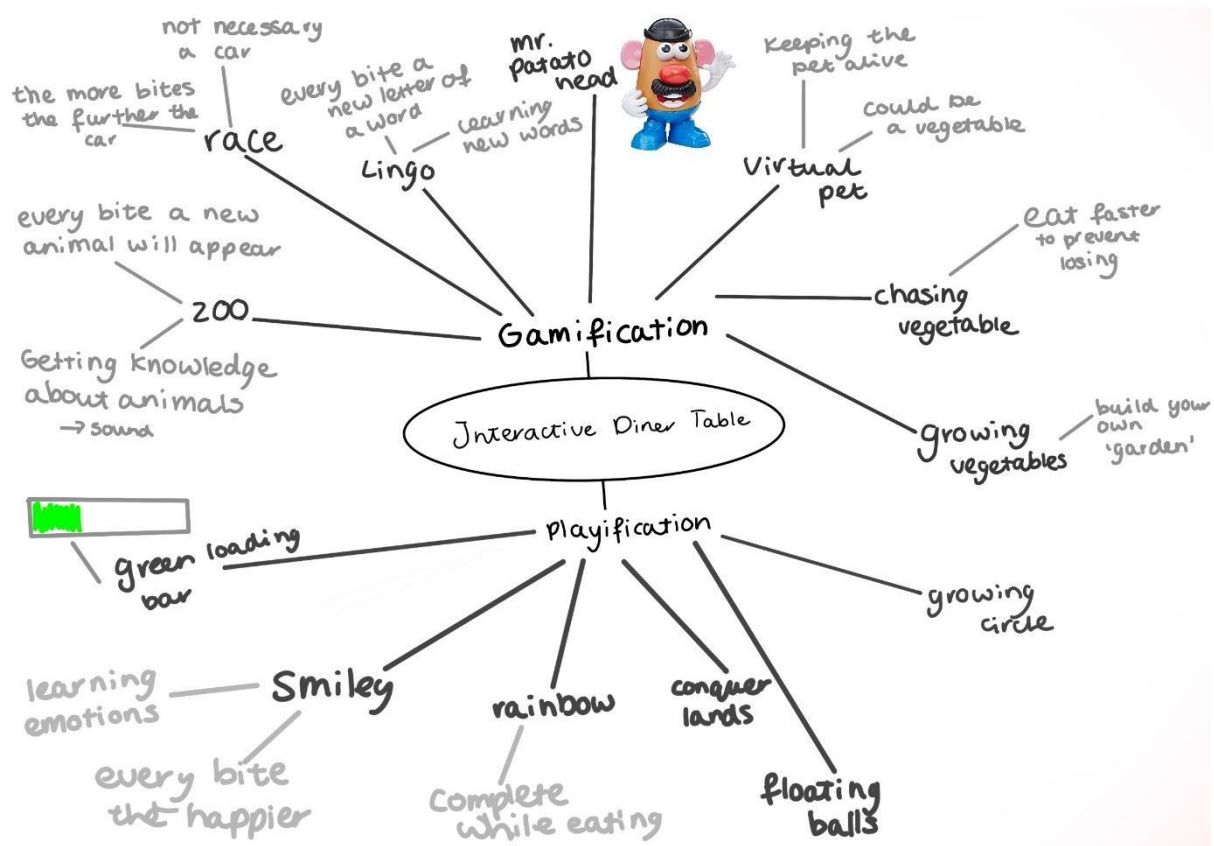 not necessary
a car
the more bites
the further the
car
race
every bite a
new letter of
a word
learning
new words
Lingo
mr.
patato
head
keeping the
pet alive
could be
a vegetable
Virtual
pet
every bite a new
animal will appear
zoo
Getting knowledge
about animals
→ sound
eat faster
to prevent
losing
chasing
vegetable
Gamification
Interactive Diner Table
growing
vegetables
build your
own
'garden'
Playification
green loading
bar
growing
circle
Smiley
learning
emotions
every bite
the happier
rainbow
complete
while eating
conquer
lands
floating
balls